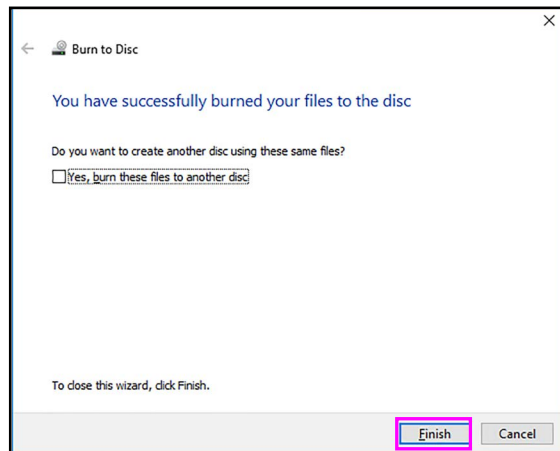 Burn to Disc
You have successfully burned your files to the disc
Do you want to create another disc using these same files?
Yes, burn these files to another disc
To close this wizard, click Finish.
Finish Cancel